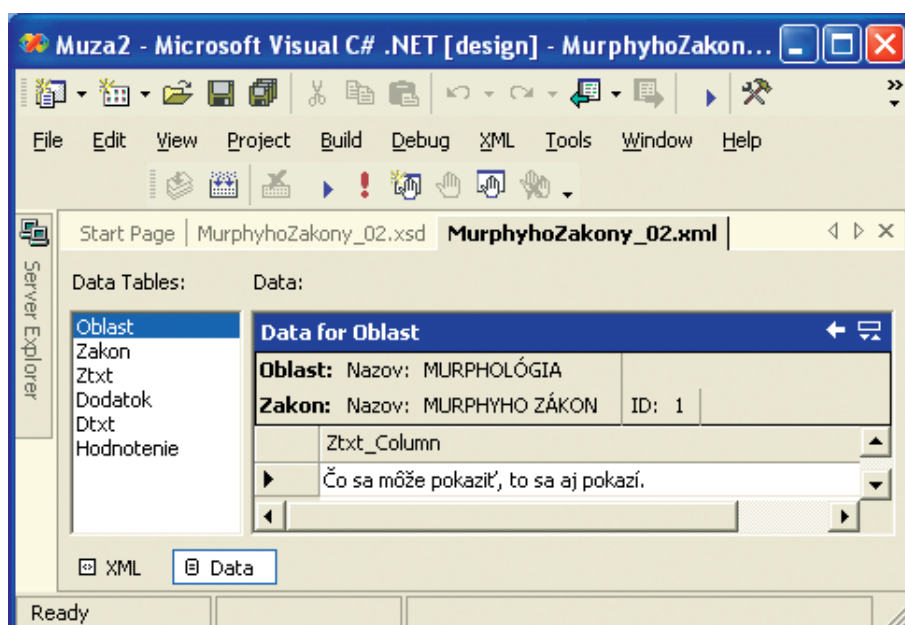 Muza2 - Microsoft Visual C# .NET [design] - MurphyhoZakon...
File Edit View Project Build Debug XML Tools Window Help
Start Page MurphyhoZakony_02.xsd MurphyhoZakony_02.xml
Server Explorer
Data Tables: Data:
Oblast
Zakon
Ztxt
Dodatok
Dtxt
Hodnotenie
Data for Oblast
Oblast: Nazov: MURPHOLÓGIA
Zakon: Nazov: MURPHYHO ZÁKON ID: 1
Ztxt_Column
Čo sa môže pokaziť, to sa aj pokazí.
XML Data
Ready